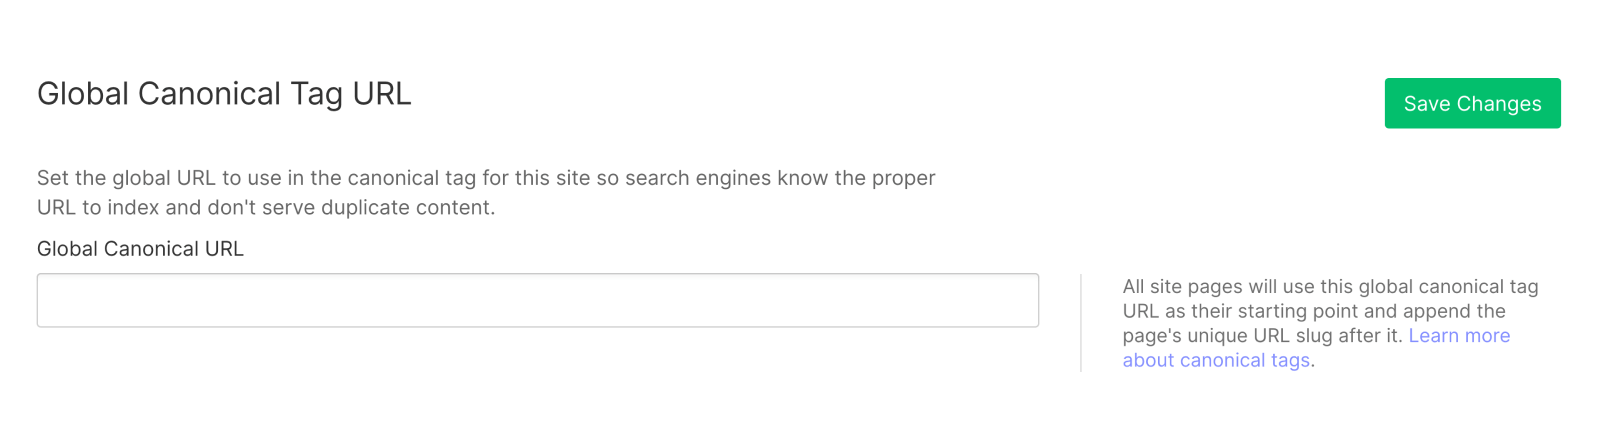 Global Canonical Tag URL
Save Changes
Set the global URL to use in the canonical tag for this site so search engines know the proper
URL to index and don't serve duplicate content.
Global Canonical URL
All site pages will use this global canonical tag
URL as their starting point and append the
page's unique URL slug after it. Learn more
about canonical tags.